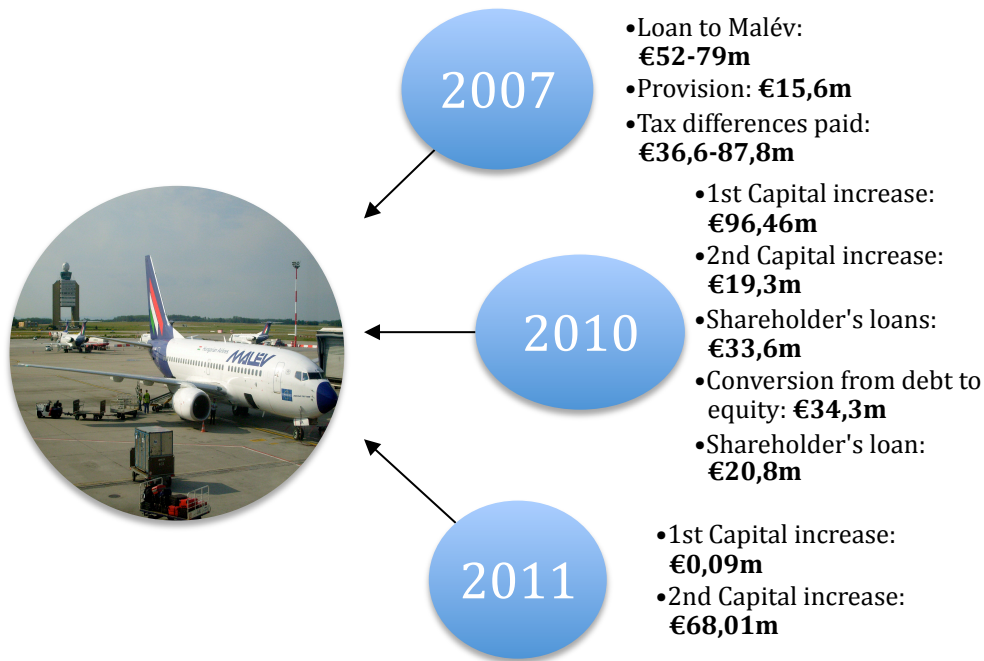 2007
•Loan to Malév:
€52-79m
•Provision: €15,6m
•Tax differences paid:
€36,6-87,8m
2010
•1st Capital increase:
€96,46m
•2nd Capital increase:
€19,3m
•Shareholder's loans:
€33,6m
•Conversion from debt to
equity: €34,3m
•Shareholder's loan:
€20,8m
MALÉV
2011
•1st Capital increase:
€0,09m
•2nd Capital increase:
€68,01m